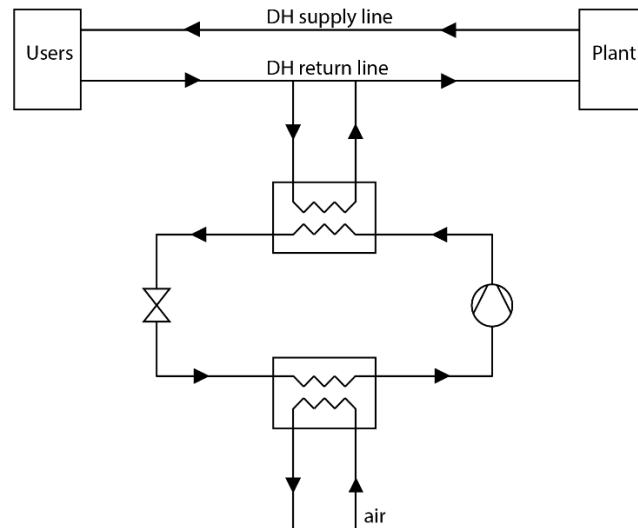 DH supply line
Users
Plant
DH return line
air